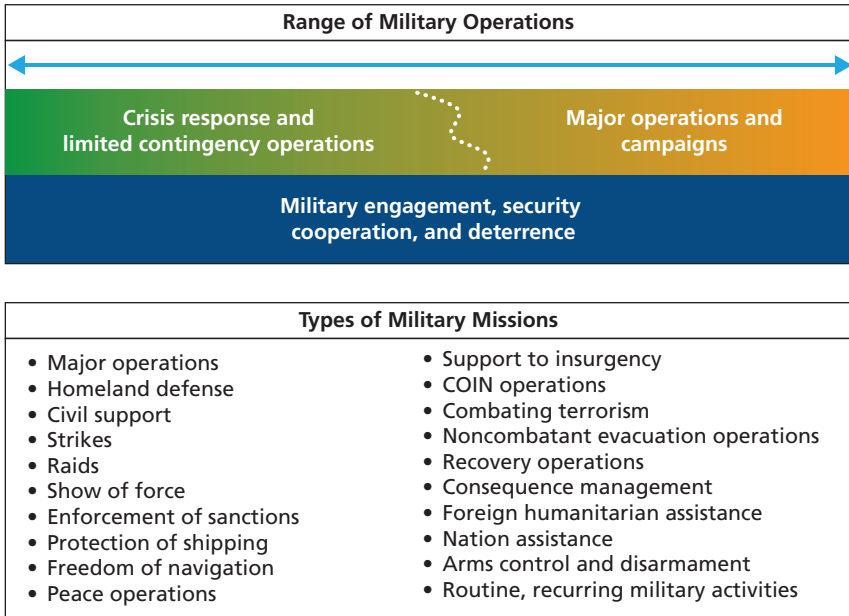 Range of Military Operations
Crisis response and
limited contingency operations
Major operations and
campaigns
Military engagement, security
cooperation, and deterrence
Types of Military Missions
• Major operations
• Homeland defense
• Civil support
• Strikes
• Raids
• Show of force
• Enforcement of sanctions
• Protection of shipping
• Freedom of navigation
• Peace operations
• Support to insurgency
• COIN operations
• Combating terrorism
• Noncombatant evacuation operations
• Recovery operations
• Consequence management
• Foreign humanitarian assistance
• Nation assistance
• Arms control and disarmament
• Routine, recurring military activities